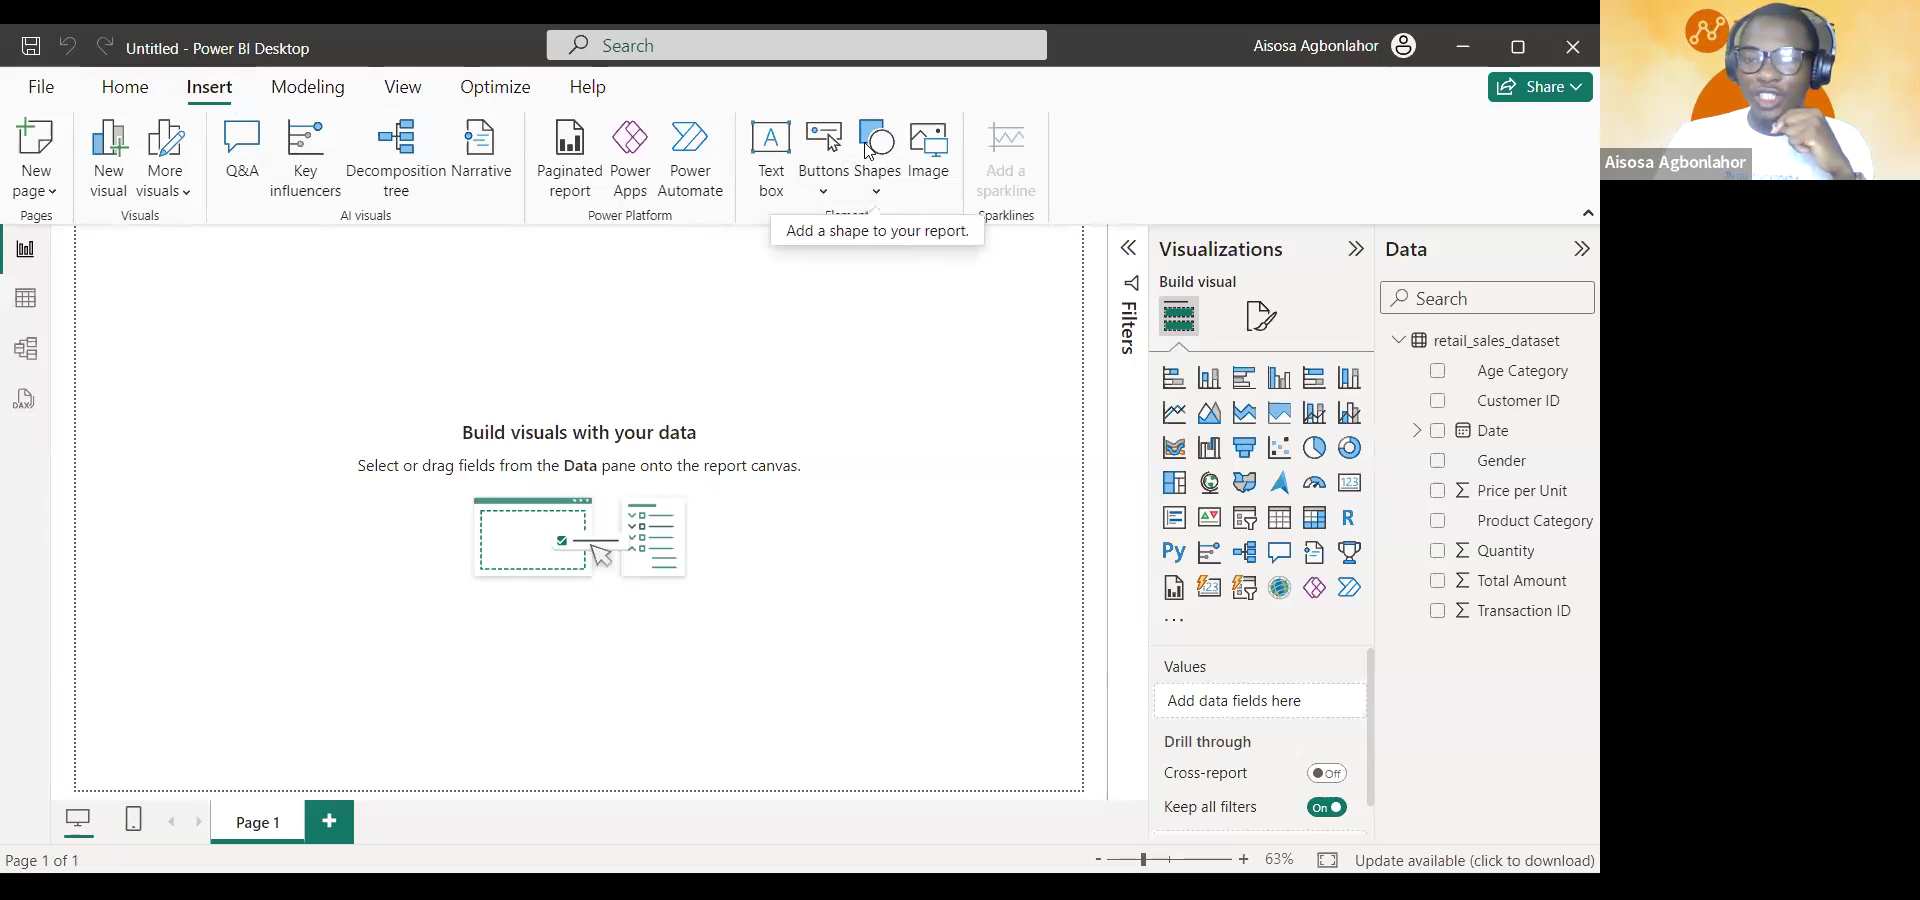 Untitled - Power BI Desktop
Search
Aisosa Agbonlahor
File
Home
Insert
Modeling
View
Optimize
Help
Share
New page
New visual
More visuals
Q&A
Key influencers
Decomposition tree
Narrative
Paginated report
Power Apps
Power Automate
Text box
Buttons
Shapes
Image
Add a sparkline
Pages
Visuals
AI visuals
Power Platform
Sparklines
Add a shape to your report.
Aisosa Agbonlahor
Build visuals with your data
Select or drag fields from the Data pane onto the report canvas.
Filters
Visualizations
Build visual
123
R
Py
123
...
Values
Add data fields here
Drill through
Cross-report
Off
Keep all filters
On
Data
Search
retail_sales_dataset
Age Category
Customer ID
Date
Gender
Price per Unit
Product Category
Quantity
Total Amount
Transaction ID
DAX
Page 1
Page 1 of 1
- + 63%
Update available (click to download)